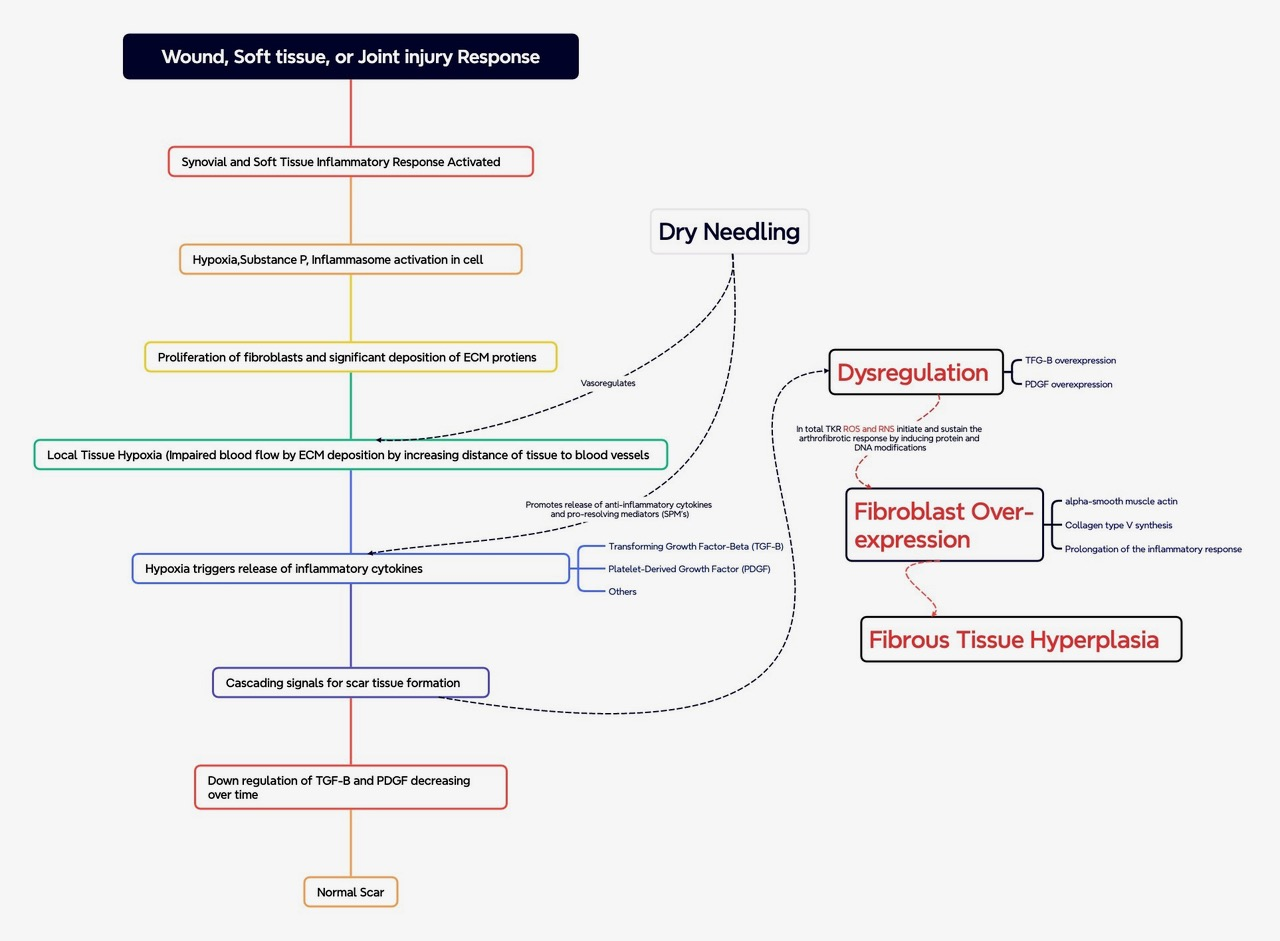 Wound, Soft tissue, or Joint injury Response
Synovial and Soft Tissue Inflammatory Response Activated
Hypoxia,Substance P, Inflammasome activation in cell
Proliferation of fibroblasts and significant deposition of ECM protiens
Local Tissue Hypoxia (Impaired blood flow by ECM deposition by increasing distance of tissue to blood vessels
Hypoxia triggers release of inflammatory cytokines
Transforming Growth Factor-Beta (TGF-B)
Platelet-Derived Growth Factor (PDGF)
Others
Cascading signals for scar tissue formation
Down regulation of TGF-B and PDGF decreasing
over time
Normal Scar
Dry Needling
Vasoregulates
Promotes release of anti-inflammatory cytokines
and pro-resolving mediators (SPM's)
Dysregulation
TFG-B overexpression
PDGF overexpression
In total TKR ROS and RNS initiate and sustain the
arthrofibrotic response by inducing protein and
DNA modifications
Fibroblast Over-
expression
alpha-smooth muscle actin
Collagen type V synthesis
Prolongation of the inflammatory response
Fibrous Tissue Hyperplasia